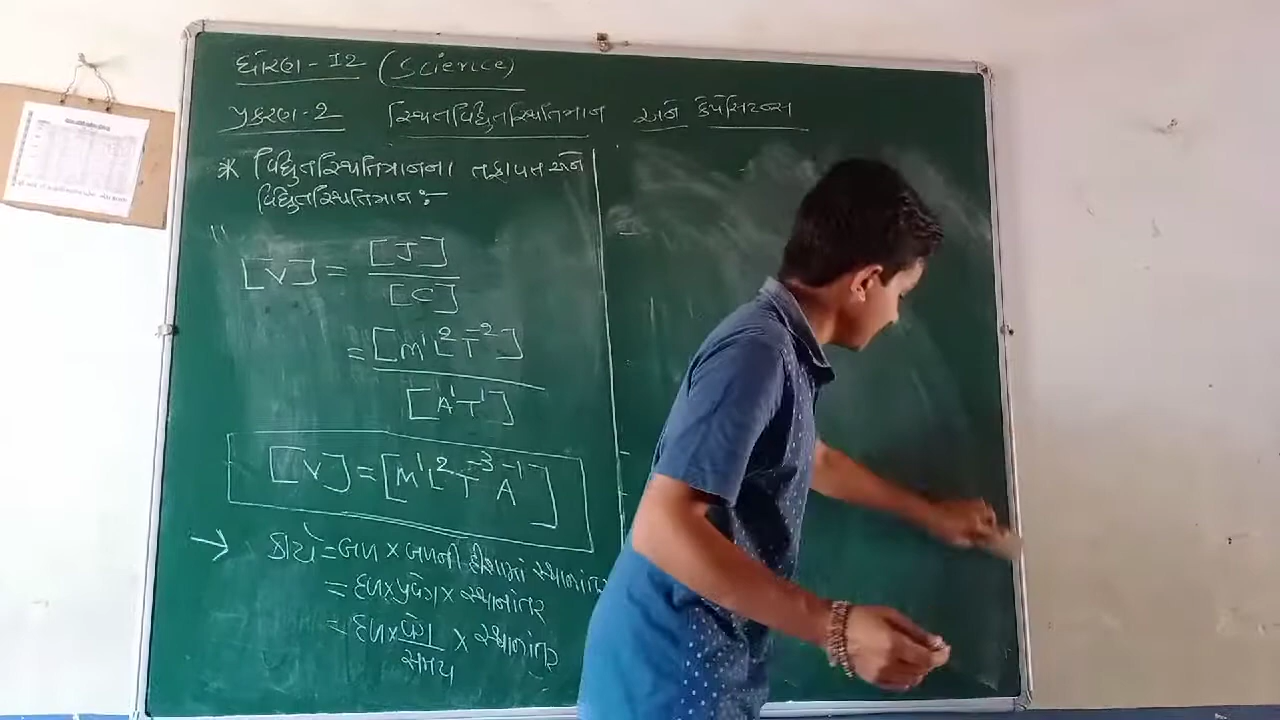 ધોરણ - 12 (Science)
પ્રકરણ - 2 સ્થિતવિદ્યુતસ્થિતિમાન અને કેપેસિટન્સ
* વિદ્યુતસ્થિતિમાનના તફાવત અને
વિદ્યુતસ્થિતિમાન :-
[V] = [J] / [C]
= [M¹L²T⁻²] / [A¹T¹]
[V] = [M¹L²T⁻³A⁻¹]
→ કાર્ય = બળ × બળની દીશામાં સ્થાનાંતર
= દળ × પ્રવેગ × સ્થાનાંતર
= દળ × વેગ / સમય × સ્થાનાંતર